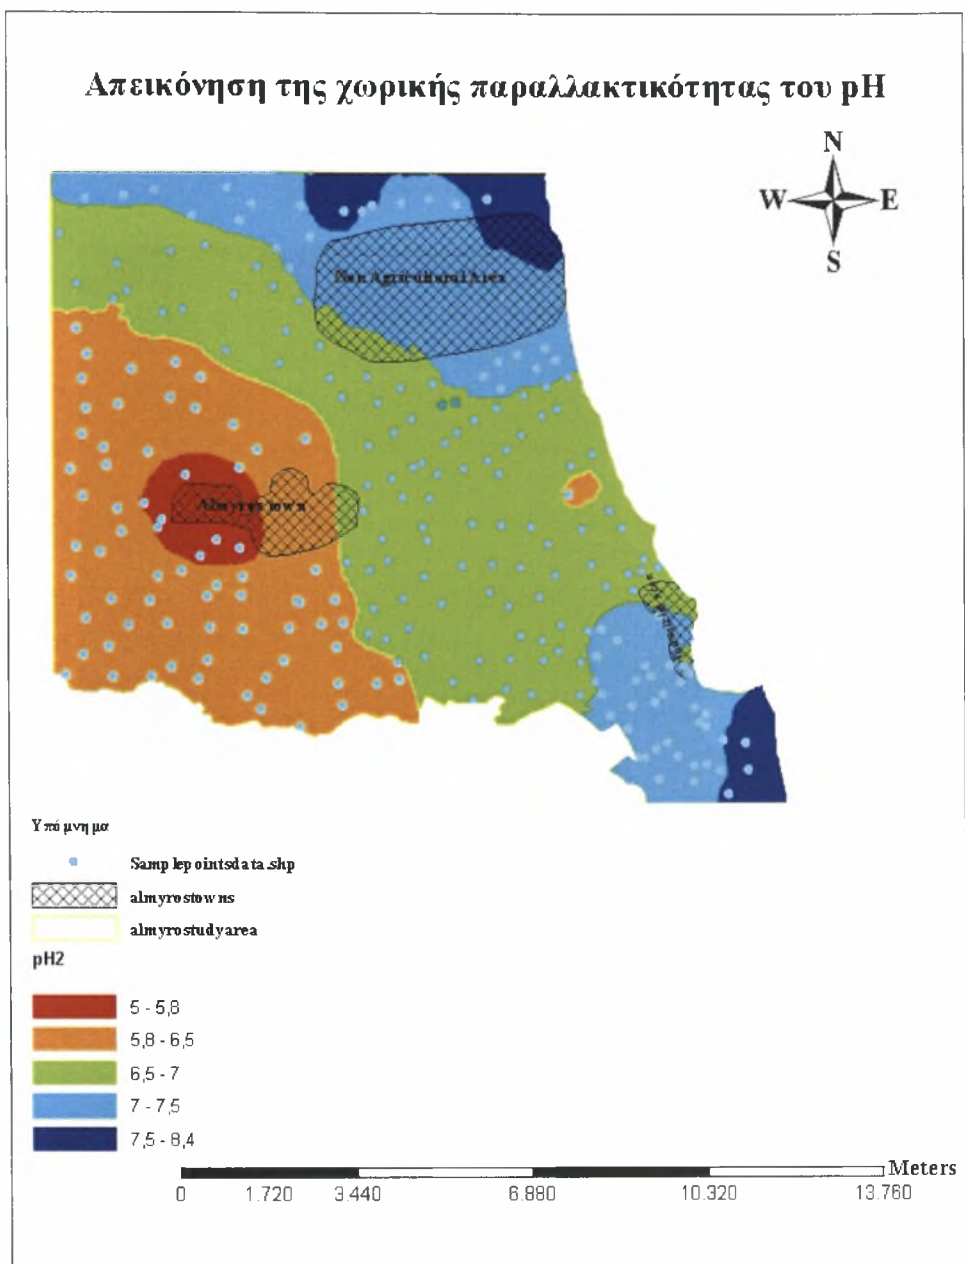 Απεικόνηση της χωρικής παραλλακτικότητας του pH
N
W E
S
Non Agricultural Area
Almyros town
Υπόμνημα
Samplepointsdata.shp
almyrostowns
almyrostudyarea
pH2
5 - 5,8
5,8 - 6,5
6,5 - 7
7 - 7,5
7,5 - 8,4
Meters
0 1.720 3.440 6.880 10.320 13.760